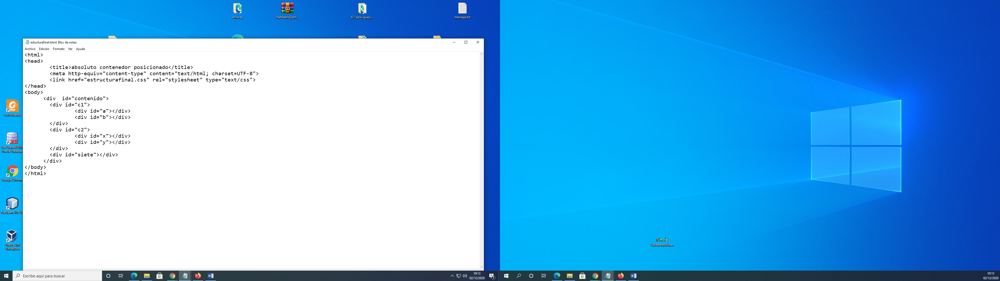 enlaces
NetbeansEjem...
6.1-posi-guay-...
mensaje.txt
estucturafinal.html: Bloc de notas
Archivo Edición Formato Ver Ayuda
<html>
<head>
<title>absoluto contenedor posicionado</title>
<meta http-equiv="content-type" content="text/html; charset=UTF-8">
<link href="estructurafinal.css" rel="stylesheet" type="text/css">
</head>
<body>
<div  id="contenido">
<div id="c1">
<div id="a"></div>
<div id="b"></div>
</div>
<div id="c2">
<div id="x"></div>
<div id="y"></div>
</div>
<div id="siete"></div>
</div>
</body>
</html>
PDF
Foxit Reader
XE
Get Started Wit
Oracle Databa...
Google Chrom
NetBeans IDE 8.
Oracle VM
VirtualBox
CabeceraEduca...
Escribe aquí para buscar
10:13
02/12/2020
1
10:13
02/12/2020